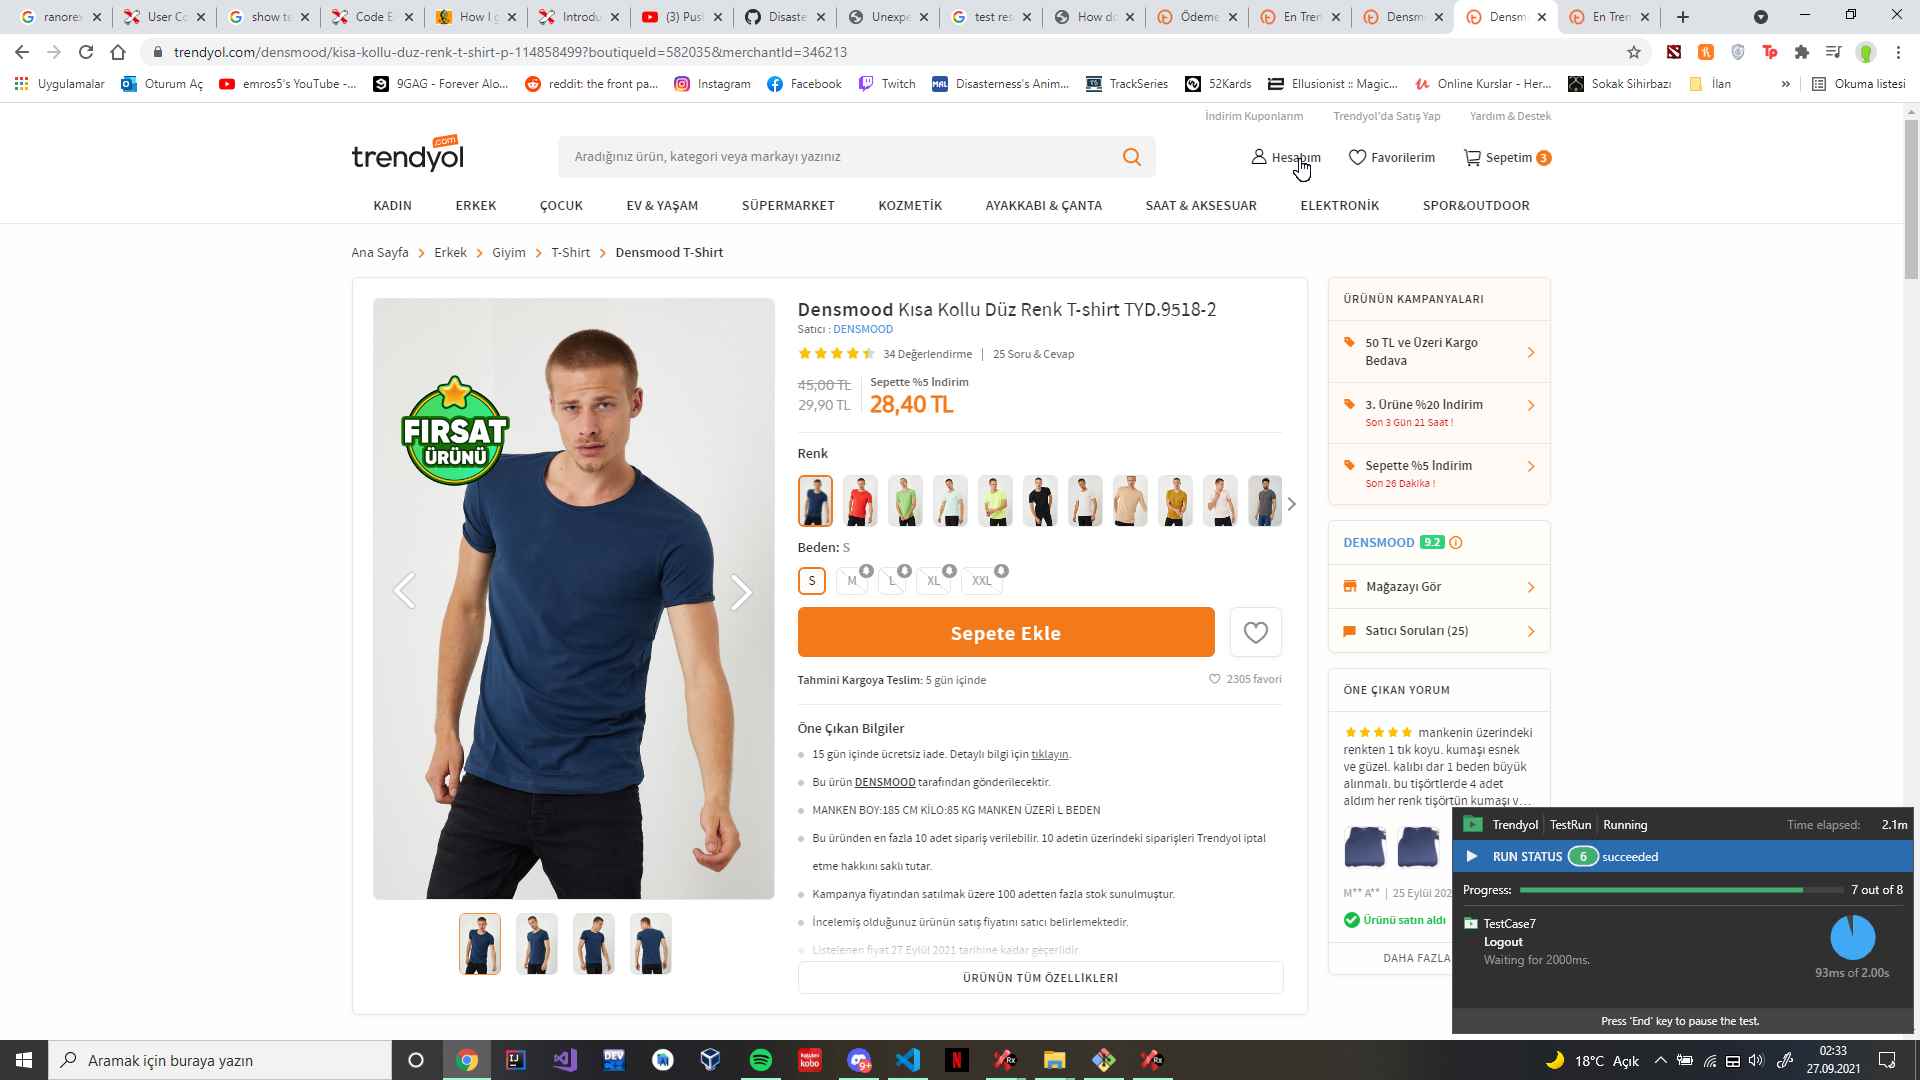 ranorex
User Co
show te
Code E
How I g
Introdu
(3) Pus
Disaste
Unexpe
test res
How do
Ödeme
En Tren
Densm
Densm
En Tren
trendyol.com/densmood/kisa-kollu-duz-renk-t-shirt-p-114858499?boutiqueId=582035&merchantId=346213
Uygulamalar
Oturum Aç
emros5's YouTube -...
9GAG - Forever Alo...
reddit: the front pa...
Instagram
Facebook
Twitch
MAL Disasterness's Anim...
TrackSeries
52Kards
Ellusionist :: Magic...
Online Kurslar - Her...
Sokak Sihirbazı
İlan
»
Okuma listesi
İndirim Kuponlarım
Trendyol'da Satış Yap
Yardım & Destek
trendyol .com
Aradığınız ürün, kategori veya markayı yazınız
Hesabım
Favorilerim
Sepetim 3
KADIN
ERKEK
ÇOCUK
EV & YAŞAM
SÜPERMARKET
KOZMETİK
AYAKKABI & ÇANTA
SAAT & AKSESUAR
ELEKTRONİK
SPOR&OUTDOOR
Ana Sayfa > Erkek > Giyim > T-Shirt > Densmood T-Shirt
FIRSAT
ÜRÜNÜ
Densmood Kısa Kollu Düz Renk T-shirt TYD.9518-2
Satıcı : DENSMOOD
34 Değerlendirme | 25 Soru & Cevap
45,00 TL
29,90 TL
Sepette %5 İndirim
28,40 TL
Renk
Beden: S
S
M
L
XL
XXL
Sepete Ekle
Tahmini Kargoya Teslim: 5 gün içinde
2305 favori
Öne Çıkan Bilgiler
15 gün içinde ücretsiz iade. Detaylı bilgi için tıklayın.
Bu ürün DENSMOOD tarafından gönderilecektir.
MANKEN BOY:185 CM KİLO:85 KG MANKEN ÜZERİ L BEDEN
Bu üründen en fazla 10 adet sipariş verilebilir. 10 adetin üzerindeki siparişleri Trendyol iptal
etme hakkını saklı tutar.
Kampanya fiyatından satılmak üzere 100 adetten fazla stok sunulmuştur.
İncelemiş olduğunuz ürünün satış fiyatını satıcı belirlemektedir.
Listelenen fiyat 27 Eylül 2021 tarihine kadar geçerlidir.
ÜRÜNÜN TÜM ÖZELLİKLERİ
ÜRÜNÜN KAMPANYALARI
50 TL ve Üzeri Kargo
Bedava
3. Ürüne %20 İndirim
Son 3 Gün 21 Saat !
Sepette %5 İndirim
Son 26 Dakika !
DENSMOOD 9.2
Mağazayı Gör
Satıcı Soruları (25)
ÖNE ÇIKAN YORUM
mankenin üzerindeki
renkten 1 tık koyu. kumaşı esnek
ve güzel. kalıbı dar 1 beden büyük
alınmalı. bu tişörtlerde 4 adet
aldım her renk tişörtün kumaşı v...
M** A** | 25 Eylül 202
Ürünü satın aldı
DAHA FAZLA
Trendyol | TestRun | Running
Time elapsed: 2.1m
RUN STATUS 6 succeeded
Progress: 7 out of 8
TestCase7
Logout
Waiting for 2000ms.
93ms of 2.00s
Press 'End' key to pause the test.
Aramak için buraya yazın
DEV
Rakuten
kobo
9+
N
Rx
Rx
18°C Açık
02:33
27.09.2021